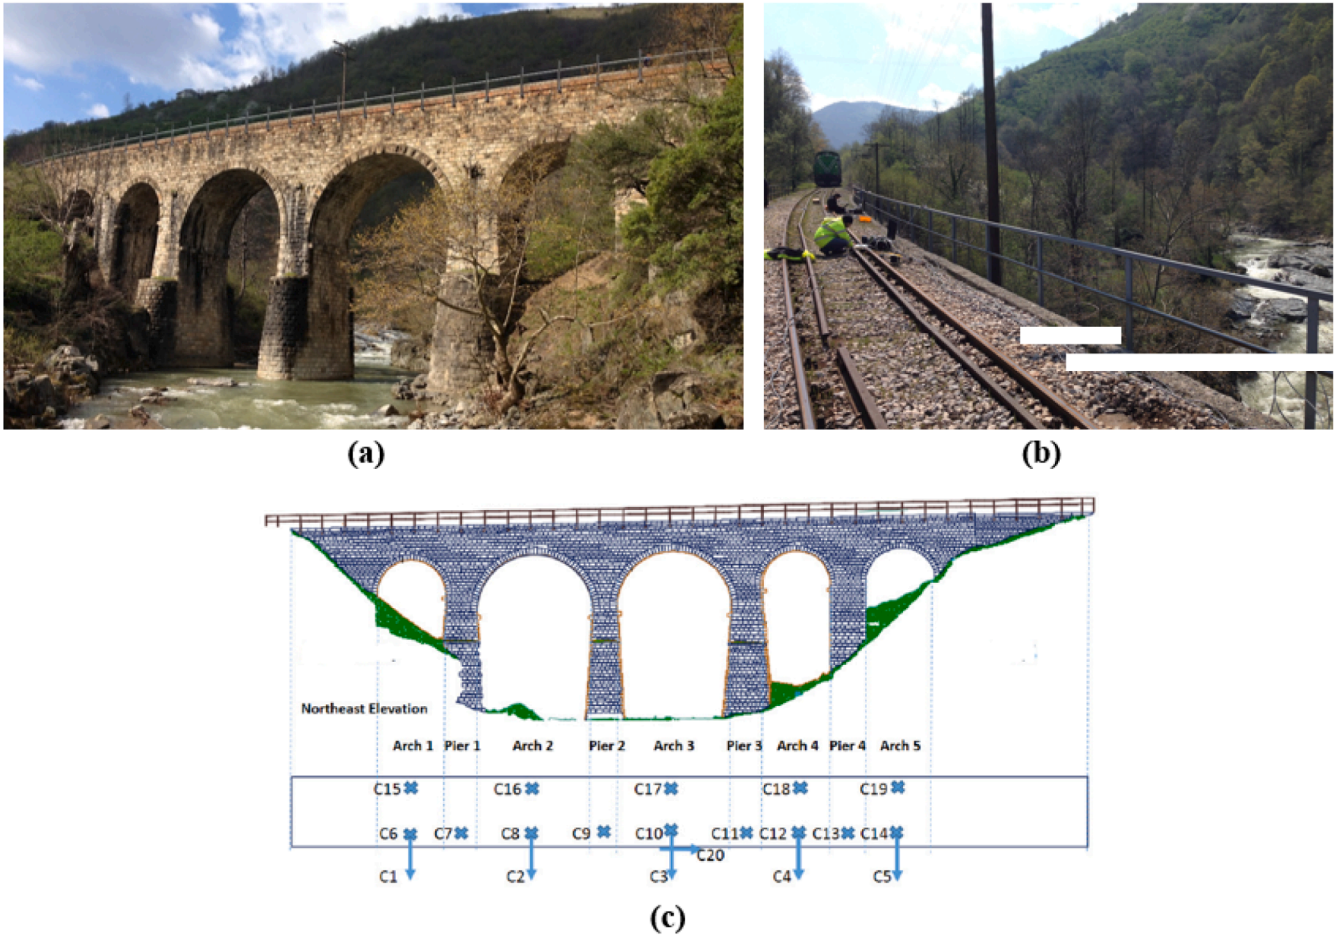 (a)
(b)
Northeast Elevation
Arch 1 Pier 1 Arch 2 Pier 2 Arch 3 Pier 3 Arch 4 Pier 4 Arch 5
C15 C16 C17 C18 C19
C6 C7 C8 C9 C10 C11 C12 C13 C14
C20
C1 C2 C3 C4 C5
(c)